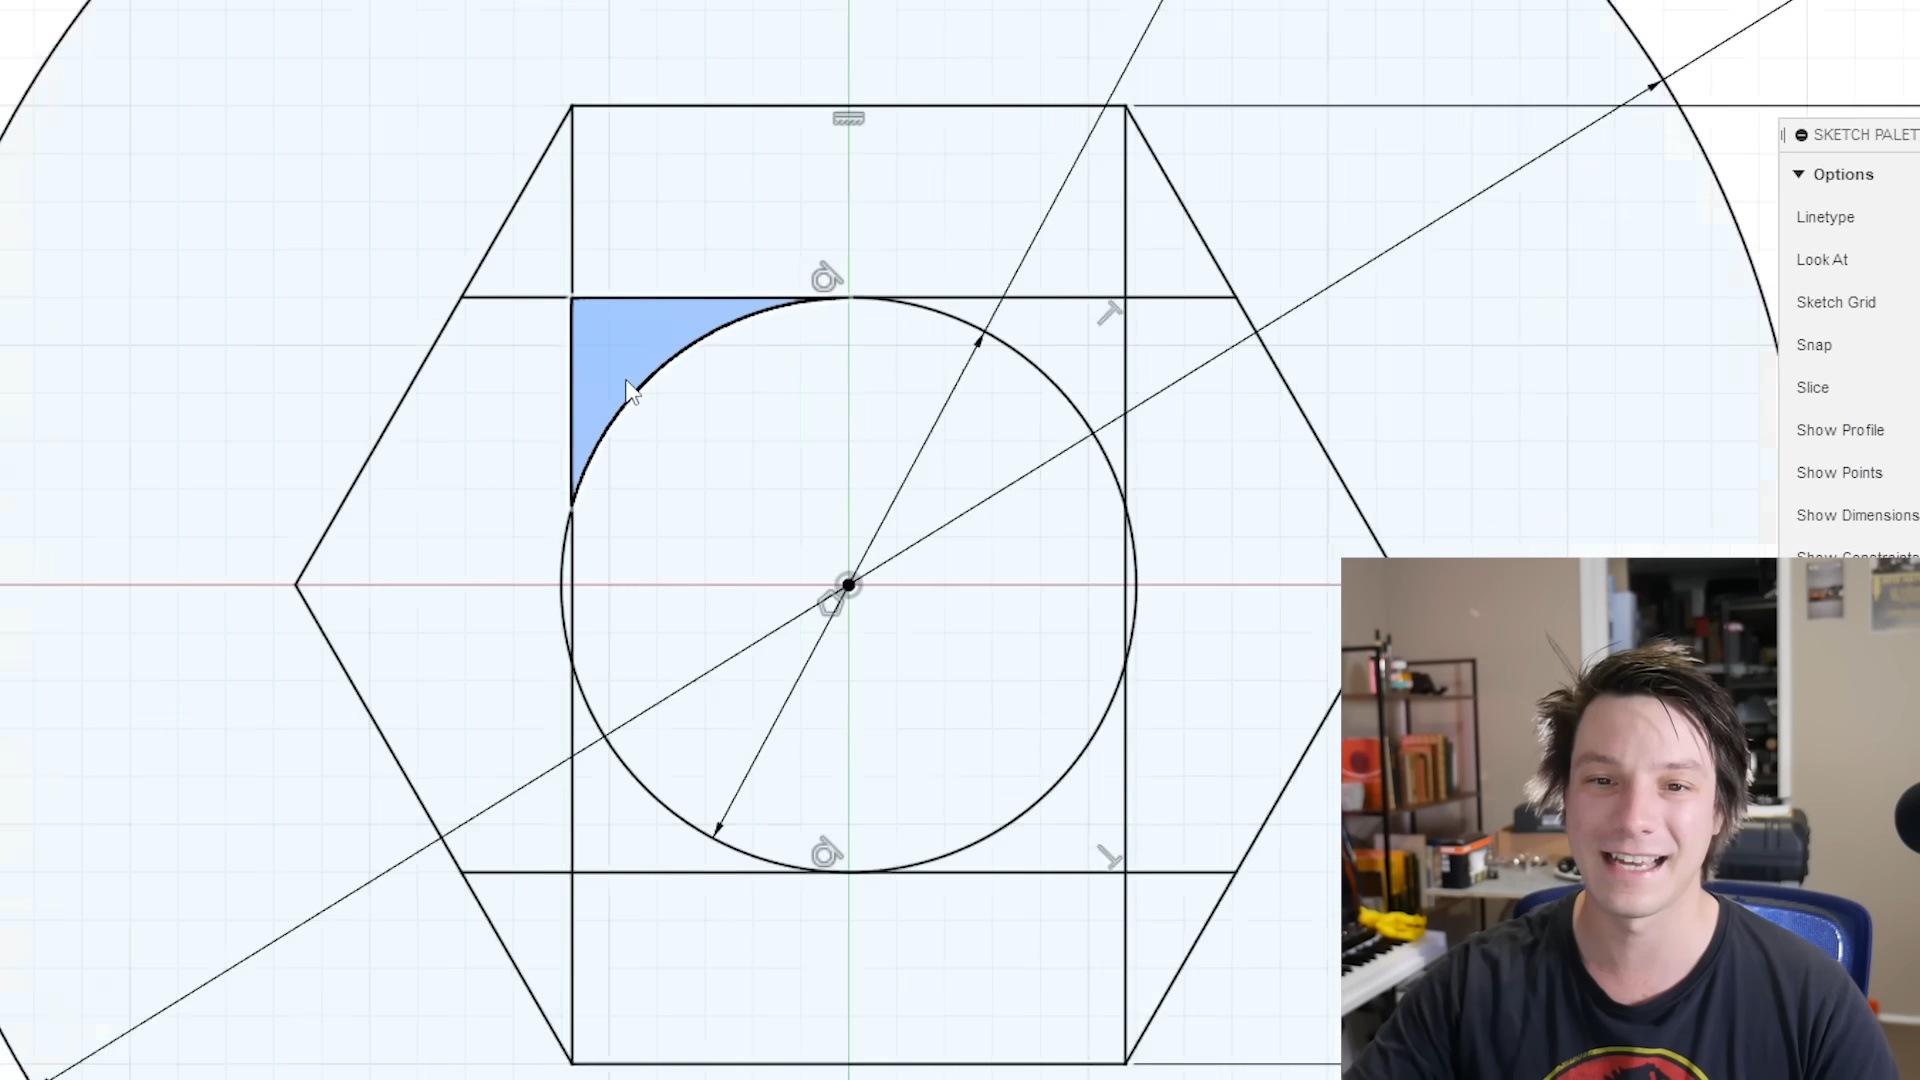 SKETCH PALET
Options
Linetype
Look At
Sketch Grid
Snap
Slice
Show Profile
Show Points
Show Dimensions